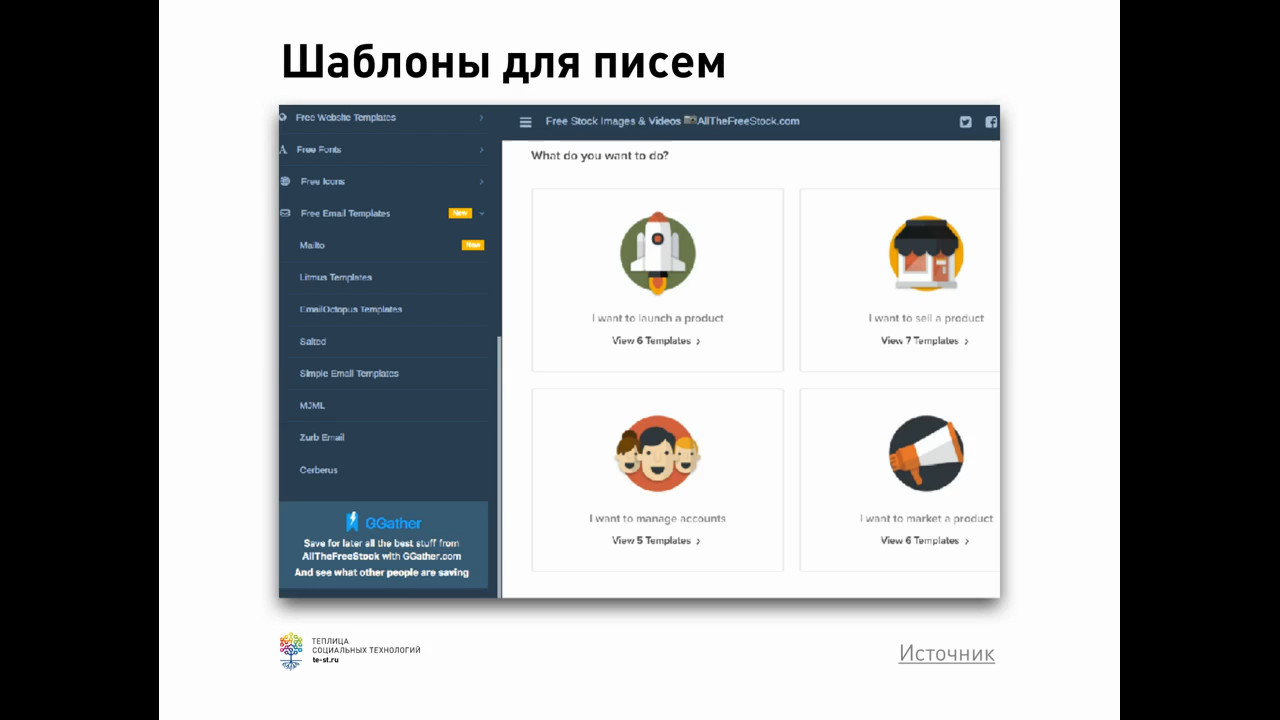 Шаблоны для писем
Free Website Templates
Free Fonts
Free Icons
Free Email Templates New
Mailto New
Litmus Templates
EmailOctopus Templates
Salted
Simple Email Templates
MJML
Zurb Email
Cerberus
GGather
Save for later all the best stuff from
AllTheFreeStock with GGather.com
And see what other people are saving
Free Stock Images & Videos AllTheFreeStock.com
What do you want to do?
I want to launch a product
View 6 Templates
I want to sell a product
View 7 Templates
I want to manage accounts
View 5 Templates
I want to market a product
View 6 Templates
ТЕПЛИЦА
СОЦИАЛЬНЫХ ТЕХНОЛОГИЙ
te-st.ru
Источник